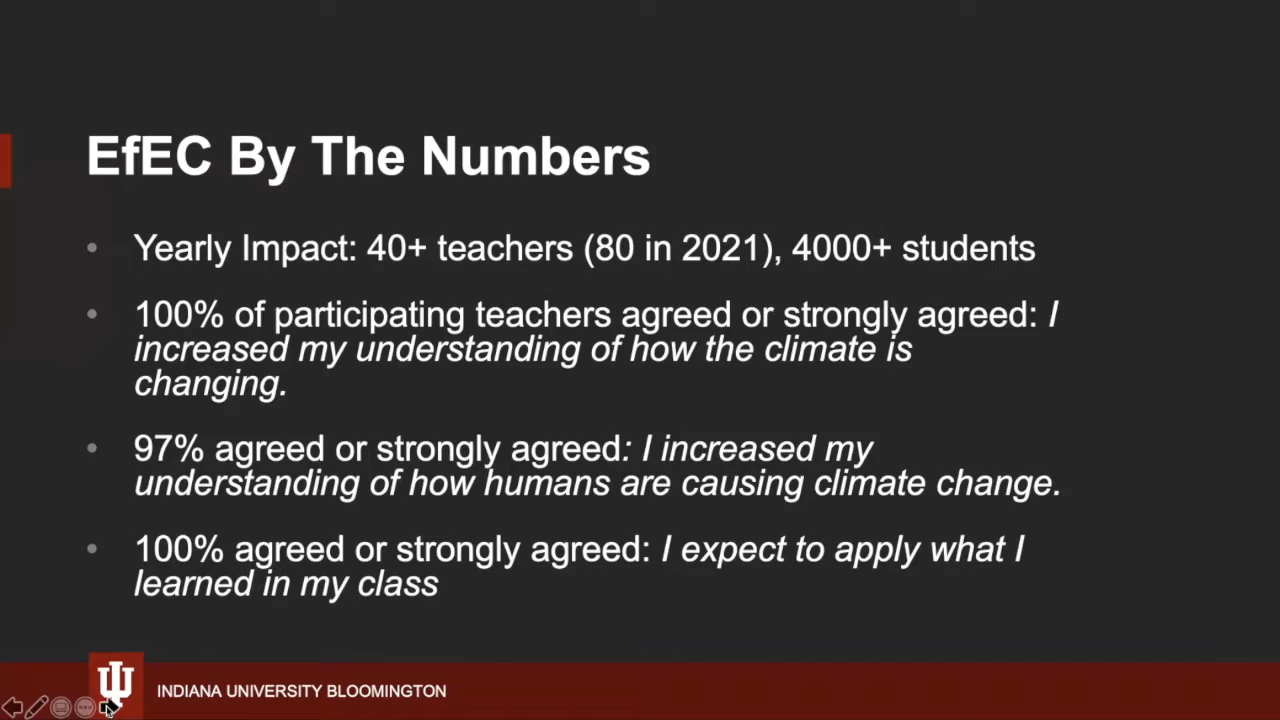 EfEC By The Numbers
• Yearly Impact: 40+ teachers (80 in 2021), 4000+ students
• 100% of participating teachers agreed or strongly agreed: I
increased my understanding of how the climate is
changing.
• 97% agreed or strongly agreed: I increased my
understanding of how humans are causing climate change.
• 100% agreed or strongly agreed: I expect to apply what I
learned in my class
INDIANA UNIVERSITY BLOOMINGTON